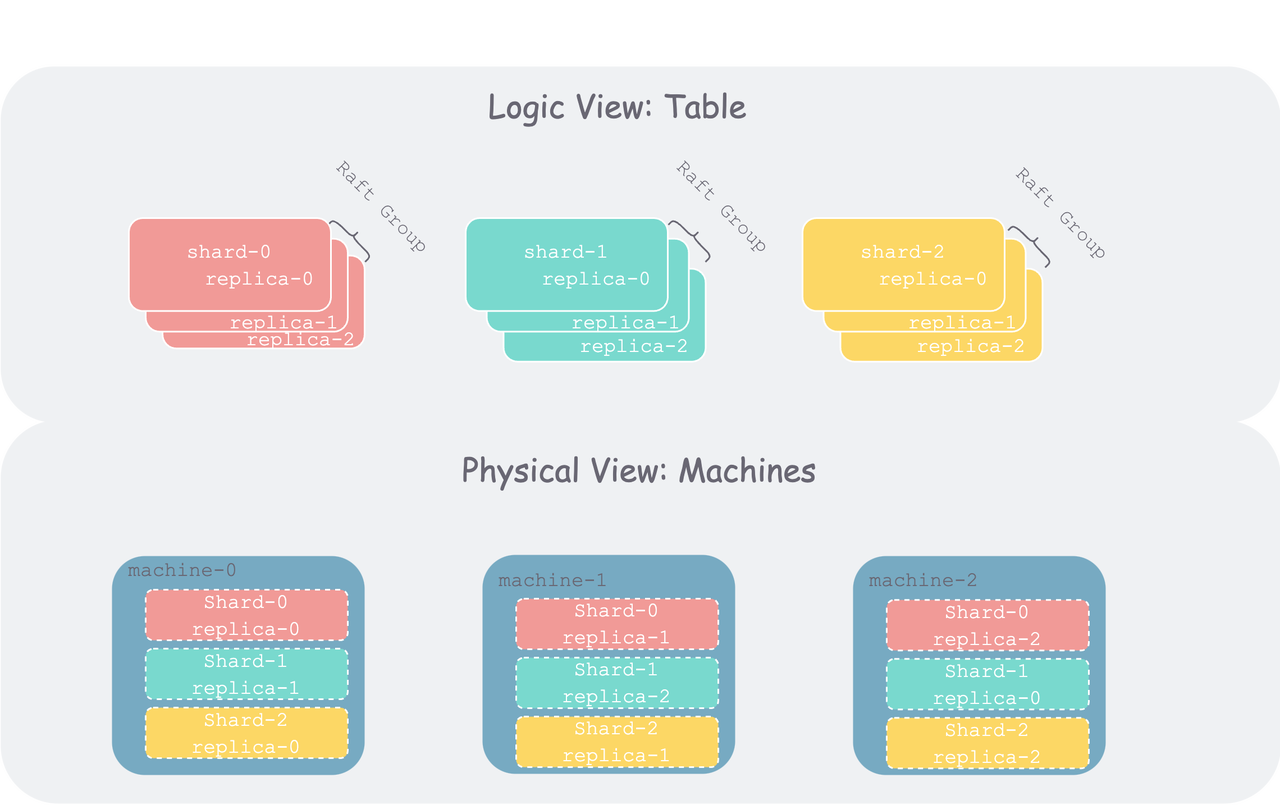 Logic View: Table
Raft Group
Raft Group
Raft Group
shard-0
replica-0
replica-1
replica-2
shard-1
replica-0
replica-1
replica-2
shard-2
replica-0
replica-1
replica-2
Physical View: Machines
machine-0
Shard-0
replica-0
Shard-1
replica-1
Shard-2
replica-0
machine-1
Shard-0
replica-1
Shard-1
replica-2
Shard-2
replica-1
machine-2
Shard-0
replica-2
Shard-1
replica-0
Shard-2
replica-2